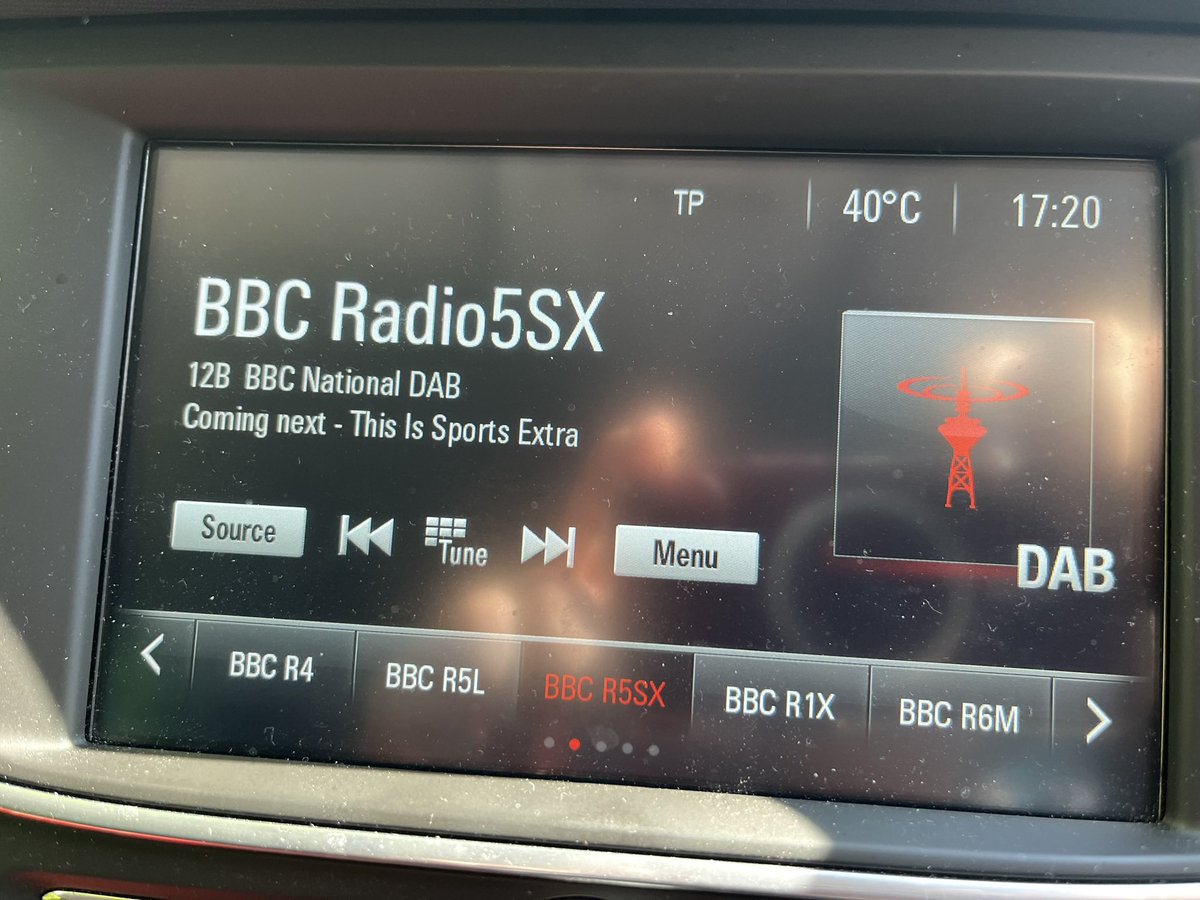 TP 40°C 17:20
BBC Radio5SX
12B BBC National DAB
Coming next - This Is Sports Extra
Source Tune Menu
DAB
BBC R4 BBC R5L BBC R5SX BBC R1X BBC R6M